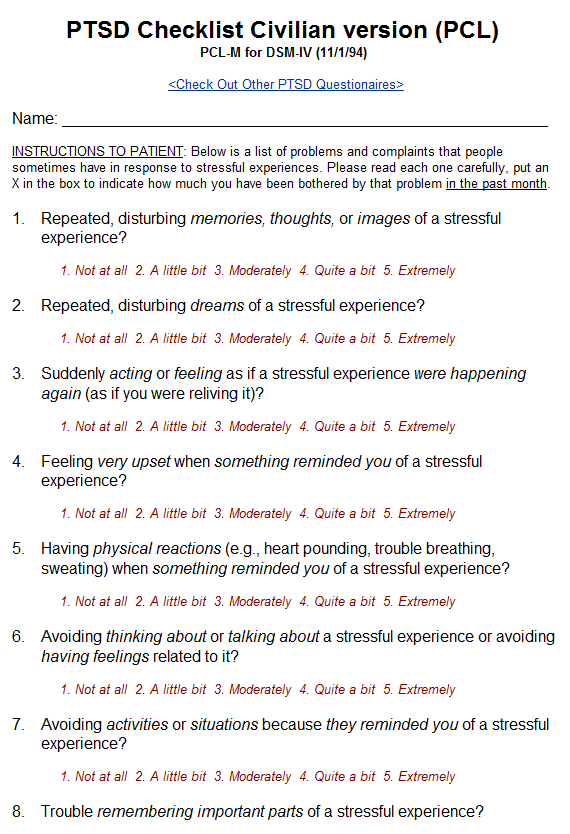 PTSD Checklist Civilian version (PCL)
PCL-M for DSM-IV (11/1/94)
<Check Out Other PTSD Questionaires>
Name: ___________________________________________________________
INSTRUCTIONS TO PATIENT: Below is a list of problems and complaints that people
sometimes have in response to stressful experiences. Please read each one carefully, put an
X in the box to indicate how much you have been bothered by that problem in the past month.
1. Repeated, disturbing memories, thoughts, or images of a stressful
experience?
1. Not at all 2. A little bit 3. Moderately 4. Quite a bit 5. Extremely
2. Repeated, disturbing dreams of a stressful experience?
1. Not at all 2. A little bit 3. Moderately 4. Quite a bit 5. Extremely
3. Suddenly acting or feeling as if a stressful experience were happening
again (as if you were reliving it)?
1. Not at all 2. A little bit 3. Moderately 4. Quite a bit 5. Extremely
4. Feeling very upset when something reminded you of a stressful
experience?
1. Not at all 2. A little bit 3. Moderately 4. Quite a bit 5. Extremely
5. Having physical reactions (e.g., heart pounding, trouble breathing,
sweating) when something reminded you of a stressful experience?
1. Not at all 2. A little bit 3. Moderately 4. Quite a bit 5. Extremely
6. Avoiding thinking about or talking about a stressful experience or avoiding
having feelings related to it?
1. Not at all 2. A little bit 3. Moderately 4. Quite a bit 5. Extremely
7. Avoiding activities or situations because they reminded you of a stressful
experience?
1. Not at all 2. A little bit 3. Moderately 4. Quite a bit 5. Extremely
8. Trouble remembering important parts of a stressful experience?